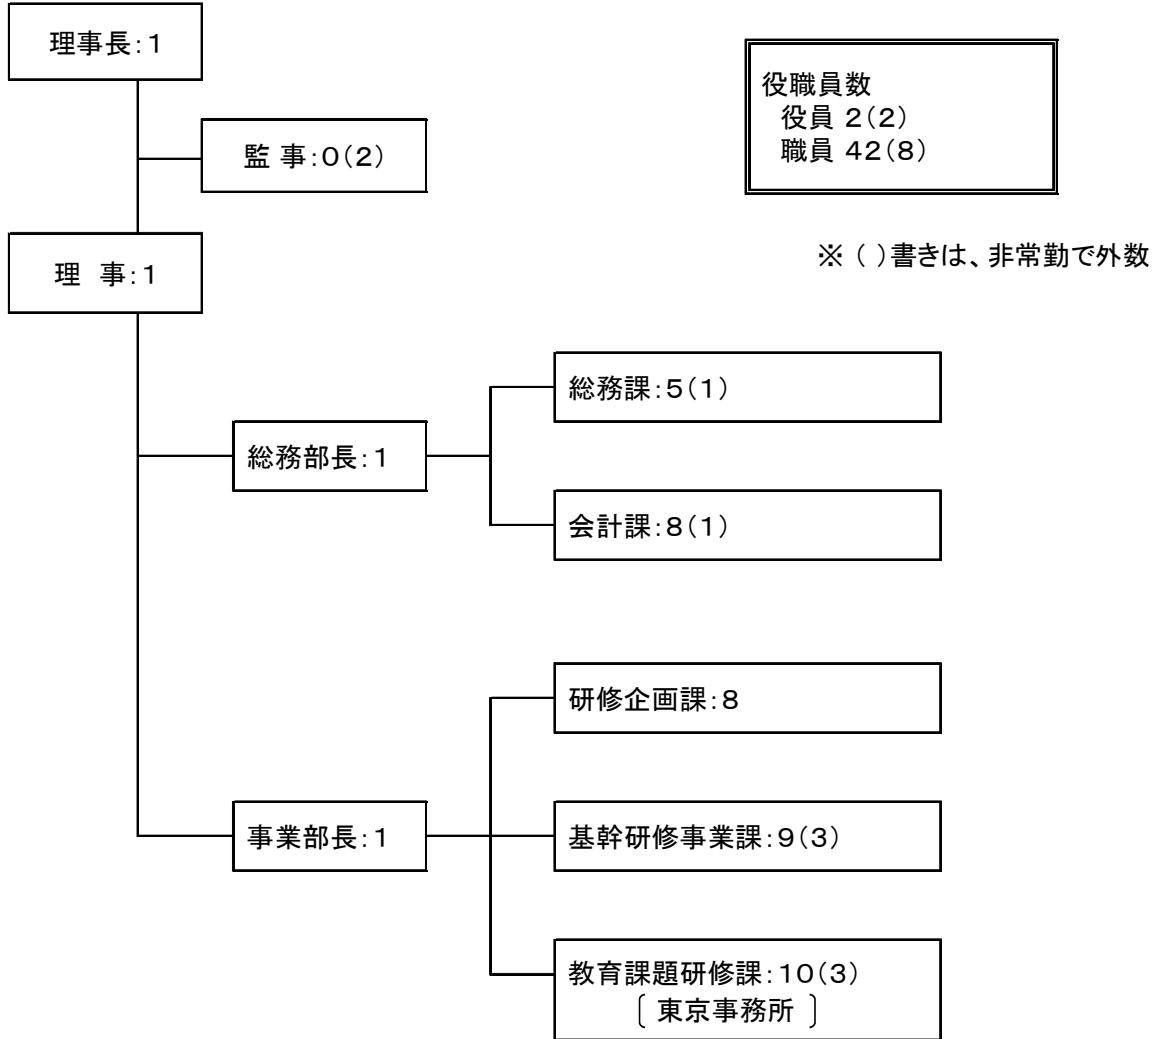 理事長:1
役職員数
役員 2(2)
職員 42(8)
監 事:0(2)
※ ( )書きは、非常勤で外数
理 事:1
総務課:5(1)
総務部長:1
会計課:8(1)
研修企画課:8
事業部長:1
基幹研修事業課:9(3)
教育課題研修課:10(3)
〔 東京事務所 〕